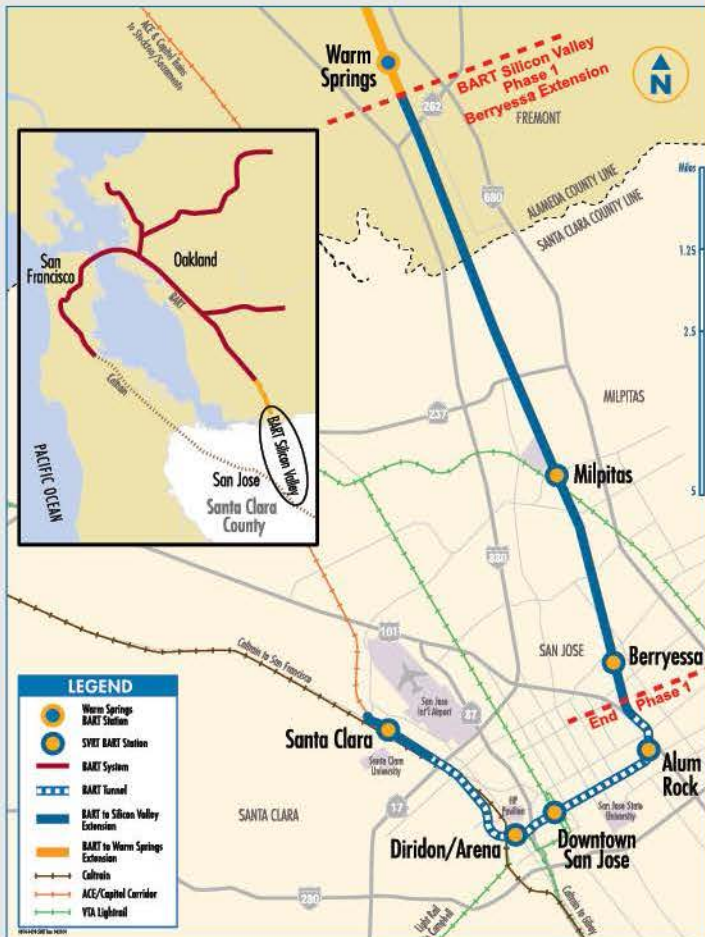 ACE & Capitol Trains
to Stockton/Sacramento
Warm
Springs
BART Silicon Valley
Phase 1
Berryessa Extension
N
262
FREMONT
680
ALAMEDA COUNTY LINE
SANTA CLARA COUNTY LINE
Miles
1.25
2.5
5
San
Francisco
Oakland
BART
Caltrain
BART Silicon Valley
San Jose
Santa Clara
County
PACIFIC OCEAN
237
MILPITAS
Milpitas
880
101
Caltrain to San Francisco
SAN JOSE
Berryessa
End Phase 1
San Jose
Int'l Airport
87
Santa Clara
Santa Clara
University
Alum
Rock
SANTA CLARA
17
HP
Pavilion
San Jose State
University
Downtown
San Jose
Diridon/Arena
280
Light Rail
Campbell
Caltrain to Gilroy
LEGEND
Warm Springs
BART Station
SVRT BART Station
BART System
BART Tunnel
BART to Silicon Valley
Extension
BART to Warm Springs
Extension
Caltrain
ACE/Capitol Corridor
VTA Lightrail